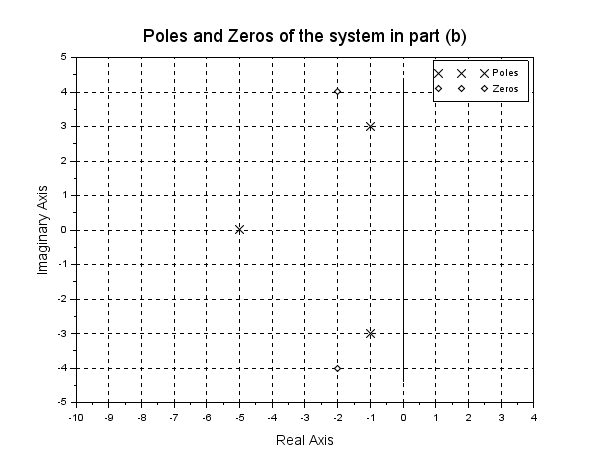 Poles and Zeros of the system in part (b)
Poles
Zeros
5
4
3
2
1
0
-1
-2
-3
-4
-5
Imaginary Axis
-10 -9 -8 -7 -6 -5 -4 -3 -2 -1 0 1 2 3 4
Real Axis